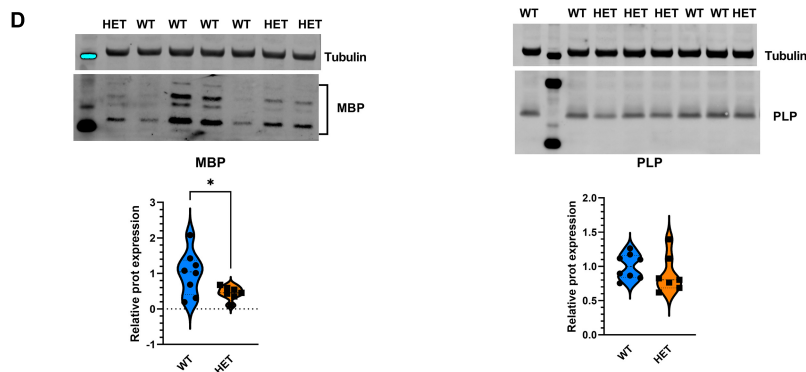 D
HET WT WT WT WT HET HET
Tubulin
MBP
MBP
*
Relative prot expression
3
2
1
0
-1
WT HET
WT WT HET HET HET WT WT HET
Tubulin
PLP
PLP
Relative prot expression
2.0
1.5
1.0
0.5
0.0
WT HET